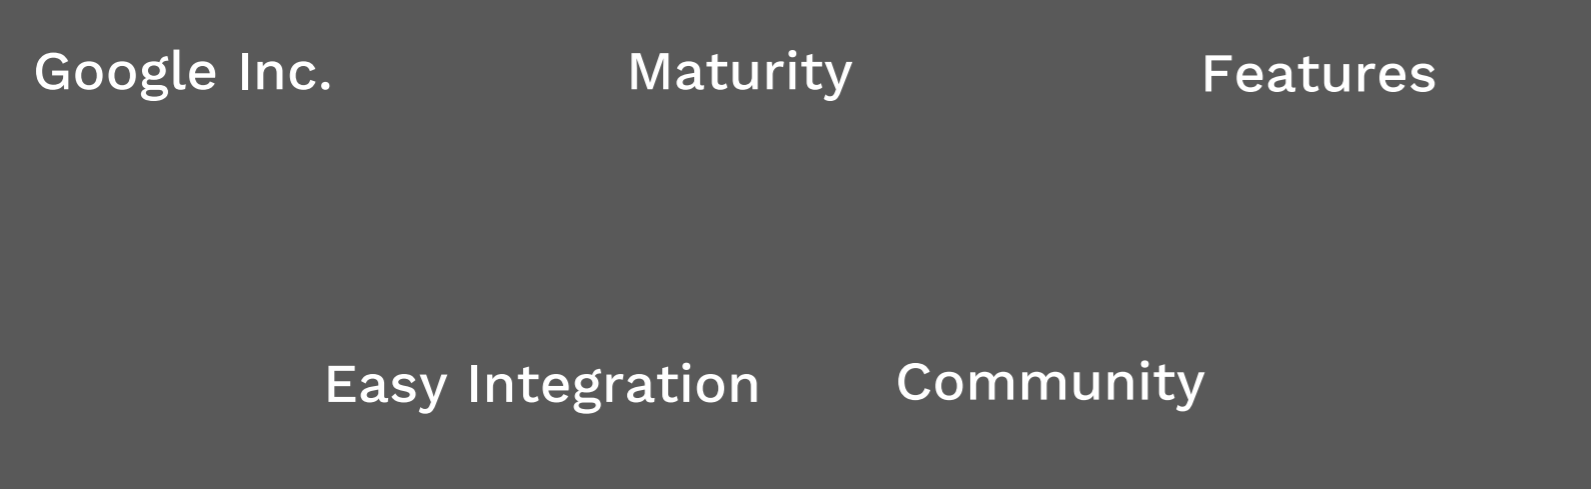 Google Inc.
Maturity
Features
Easy Integration
Community